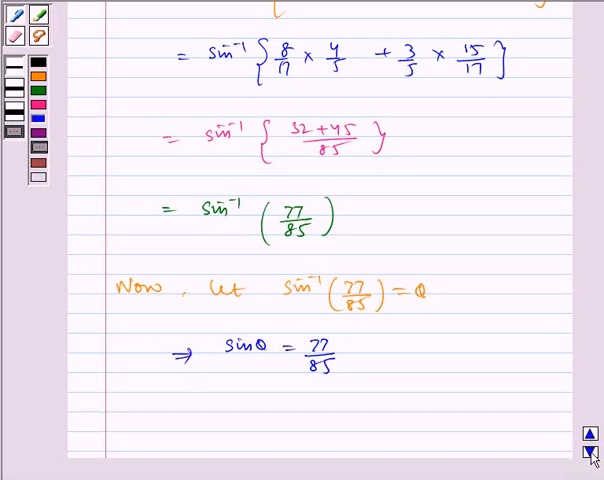 = sin⁻¹ { 8/17 × 4/5 + 3/5 × 15/17 }
= sin⁻¹ { 32+45/85 }
= sin⁻¹ ( 77/85 )
Now, let sin⁻¹ ( 77/85 ) = θ
⇒ sinθ = 77/85